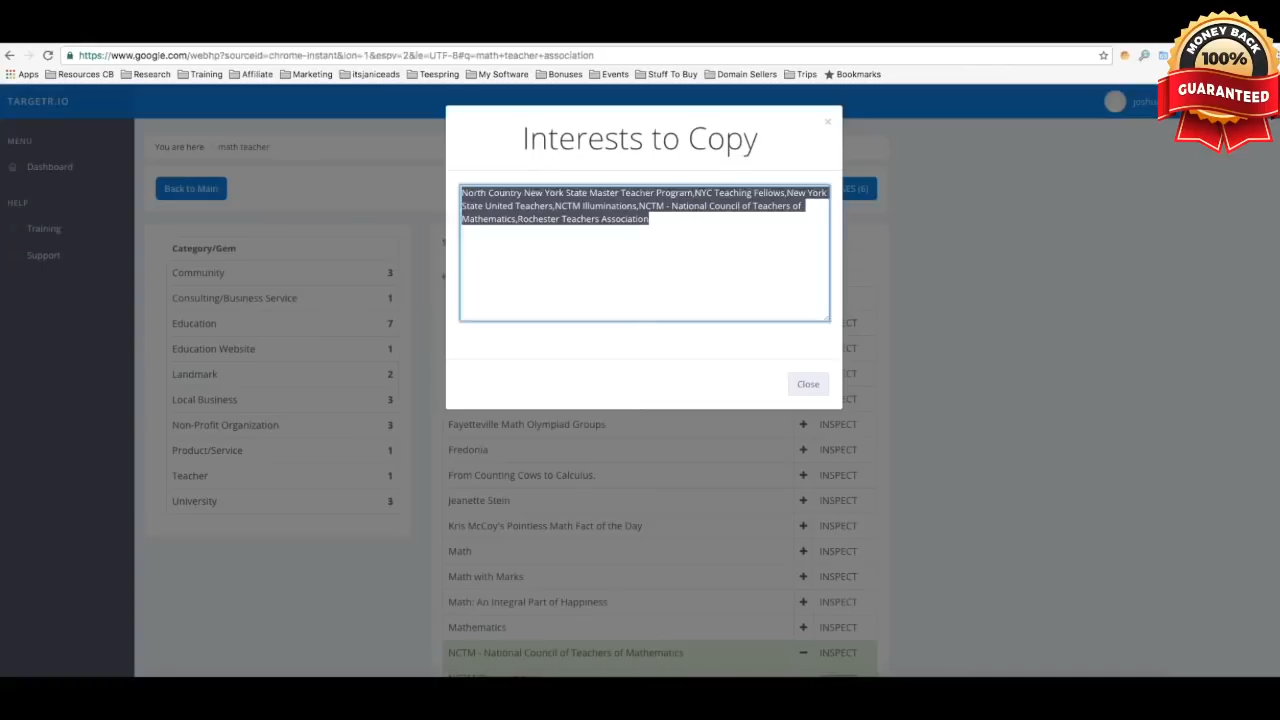 https://www.google.com/webhp?sourceid=chrome-instant&ion=1&espv=2&ie=UTF-8#q=math+teacher+association
Apps Resources CB Research Training Affiliate Marketing itsjaniceads Teespring My Software Bonuses Events Stuff To Buy Domain Sellers Trips Bookmarks
MONEY BACK
100%
GUARANTEED
TARGETR.IO
joshu
MENU
Dashboard
HELP
Training
Support
You are here math teacher
Back to Main
ES (6)
Interests to Copy
×
North Country New York State Master Teacher Program,NYC Teaching Fellows,New York
State United Teachers,NCTM Illuminations,NCTM - National Council of Teachers of
Mathematics,Rochester Teachers Association
Close
Category/Gem
Community 3
Consulting/Business Service 1
Education 7
Education Website 1
Landmark 2
Local Business 3
Non-Profit Organization 3
Product/Service 1
Teacher 1
University 3
CT
CT
CT
CT
Fayetteville Math Olympiad Groups + INSPECT
Fredonia + INSPECT
From Counting Cows to Calculus. + INSPECT
Jeanette Stein + INSPECT
Kris McCoy's Pointless Math Fact of the Day + INSPECT
Math + INSPECT
Math with Marks + INSPECT
Math: An Integral Part of Happiness + INSPECT
Mathematics + INSPECT
NCTM - National Council of Teachers of Mathematics − INSPECT